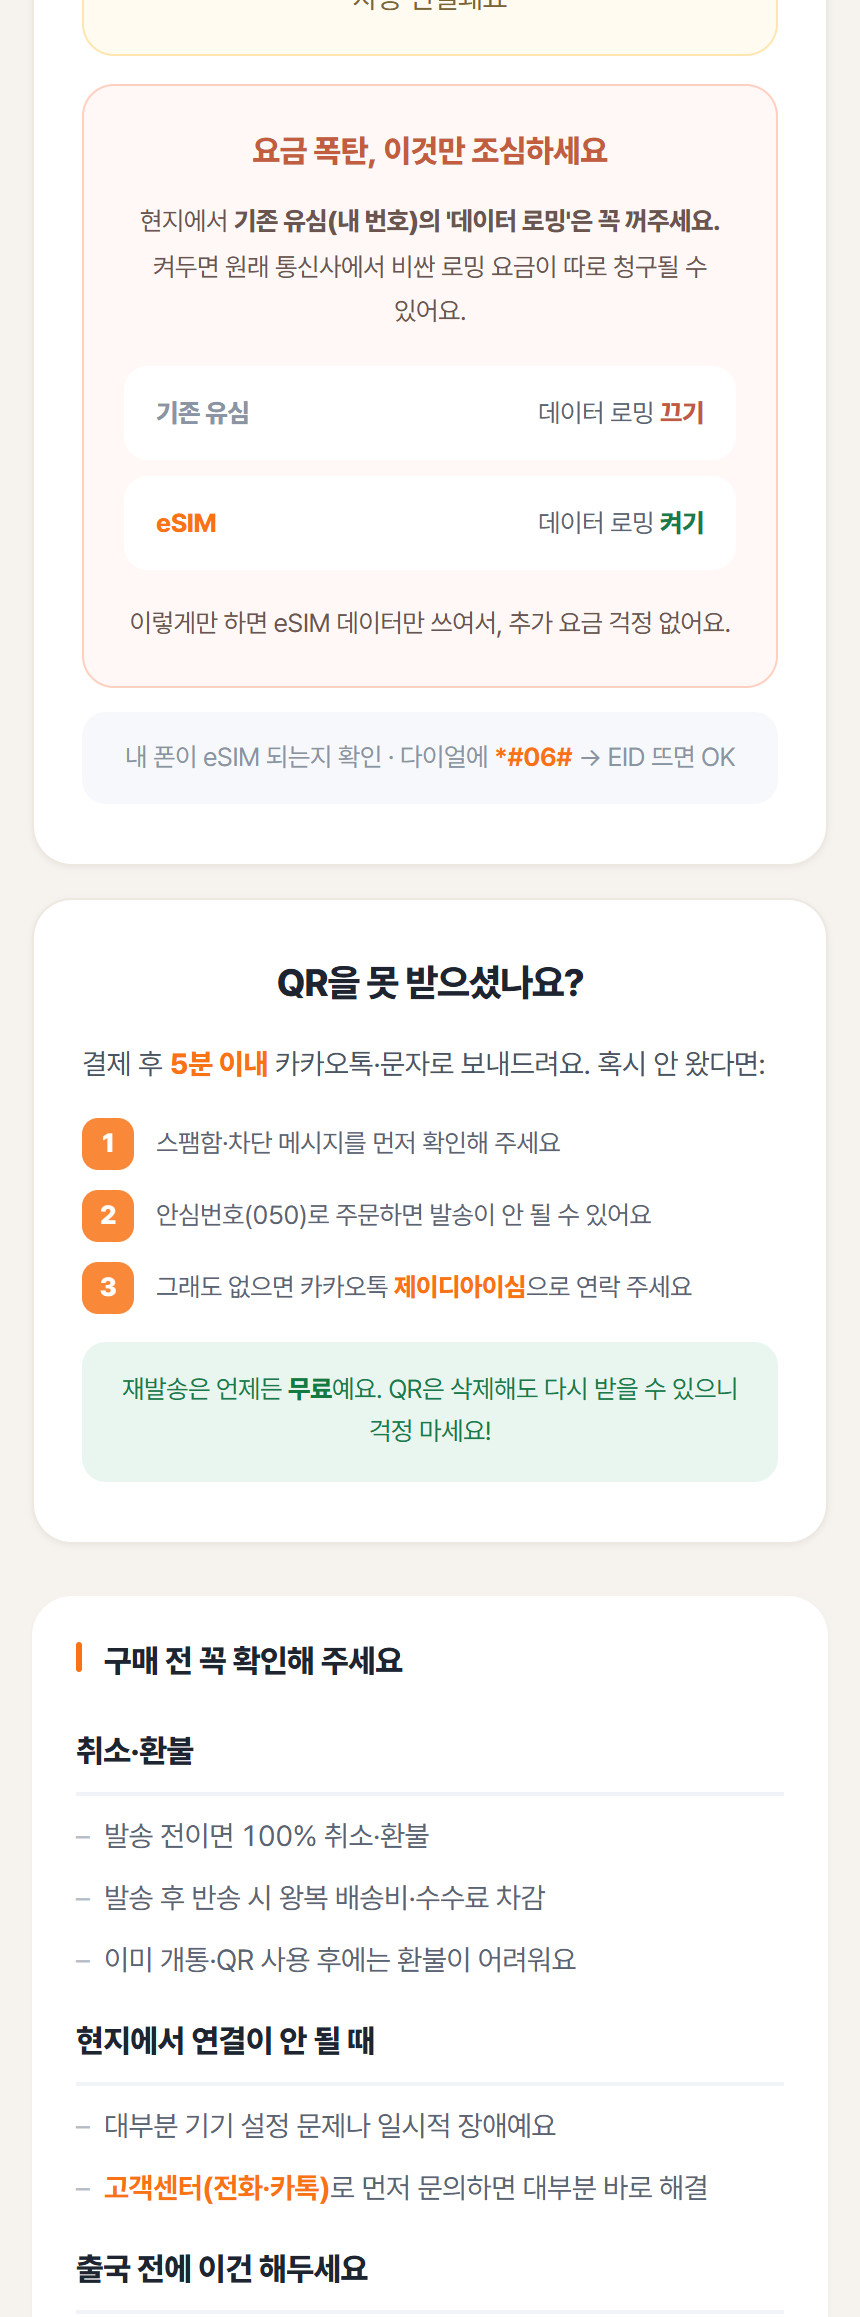 요금 폭탄, 이것만 조심하세요
현지에서 기존 유심(내 번호)의 '데이터 로밍'은 꼭 꺼주세요.
켜두면 원래 통신사에서 비싼 로밍 요금이 따로 청구될 수
있어요.
기존 유심 데이터 로밍 끄기
eSIM 데이터 로밍 켜기
이렇게만 하면 eSIM 데이터만 쓰여서, 추가 요금 걱정 없어요.
내 폰이 eSIM 되는지 확인 · 다이얼에 *#06# → EID 뜨면 OK
QR을 못 받으셨나요?
결제 후 5분 이내 카카오톡·문자로 보내드려요. 혹시 안 왔다면:
1 스팸함·차단 메시지를 먼저 확인해 주세요
2 안심번호(050)로 주문하면 발송이 안 될 수 있어요
3 그래도 없으면 카카오톡 제이디아이심으로 연락 주세요
재발송은 언제든 무료예요. QR은 삭제해도 다시 받을 수 있으니
걱정 마세요!
구매 전 꼭 확인해 주세요
취소·환불
– 발송 전이면 100% 취소·환불
– 발송 후 반송 시 왕복 배송비·수수료 차감
– 이미 개통·QR 사용 후에는 환불이 어려워요
현지에서 연결이 안 될 때
– 대부분 기기 설정 문제나 일시적 장애예요
– 고객센터(전화·카톡)로 먼저 문의하면 대부분 바로 해결
출국 전에 이건 해두세요